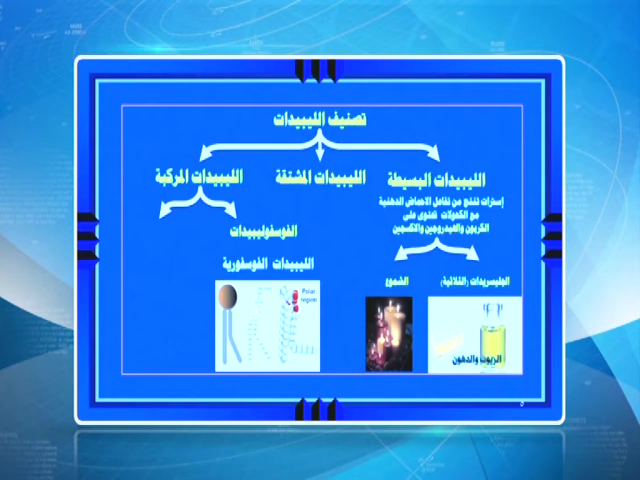 تصنيف الليبيدات
الليبيدات البسيطة
الليبيدات المشتقة
الليبيدات المركبة
إسترات تنتج من تفاعل الاحماض الدهنية
مع الكحولات تحتوى على
الكربون والهيدروجين والاكسجين
الفوسفوليبيدات
الليبيدات الفوسفورية
الجليسريدات (الثلاثية)
الشموع
Polar
region
الزيوت والدهون